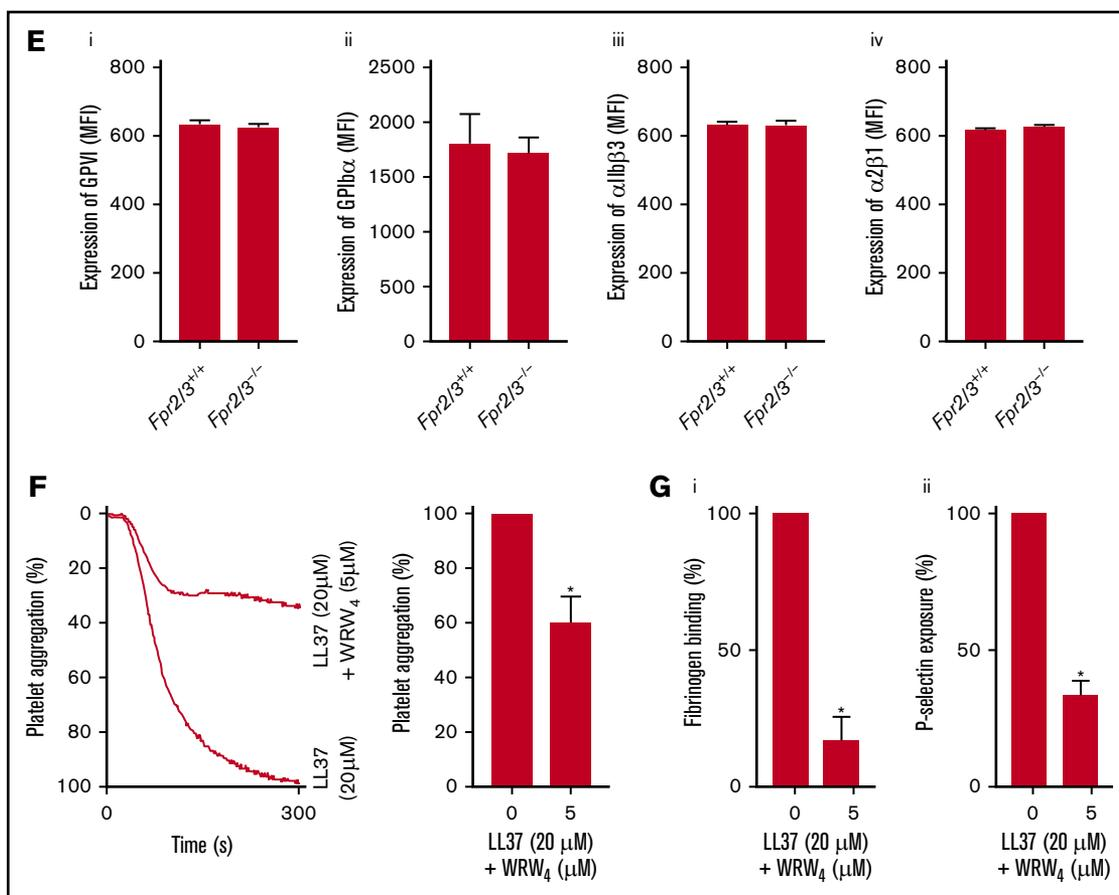 E
i
Expression of GPVI (MFI)
800
600
400
200
0
Fpr2/3+/+
Fpr2/3−/−
ii
Expression of GPIbα (MFI)
2500
2000
1500
1000
500
0
Fpr2/3+/+
Fpr2/3−/−
iii
Expression of αIIbβ3 (MFI)
800
600
400
200
0
Fpr2/3+/+
Fpr2/3−/−
iv
Expression of α2β1 (MFI)
800
600
400
200
0
Fpr2/3+/+
Fpr2/3−/−
F
Platelet aggregation (%)
0
20
40
60
80
100
0
300
Time (s)
LL37 (20μM)
+ WRW4 (5μM)
LL37
(20μM)
Platelet aggregation (%)
100
80
60
40
20
0
*
0
5
LL37 (20 μM)
+ WRW4 (μM)
G
i
Fibrinogen binding (%)
100
50
0
*
0
5
LL37 (20 μM)
+ WRW4 (μM)
ii
P-selectin exposure (%)
100
50
0
*
0
5
LL37 (20 μM)
+ WRW4 (μM)